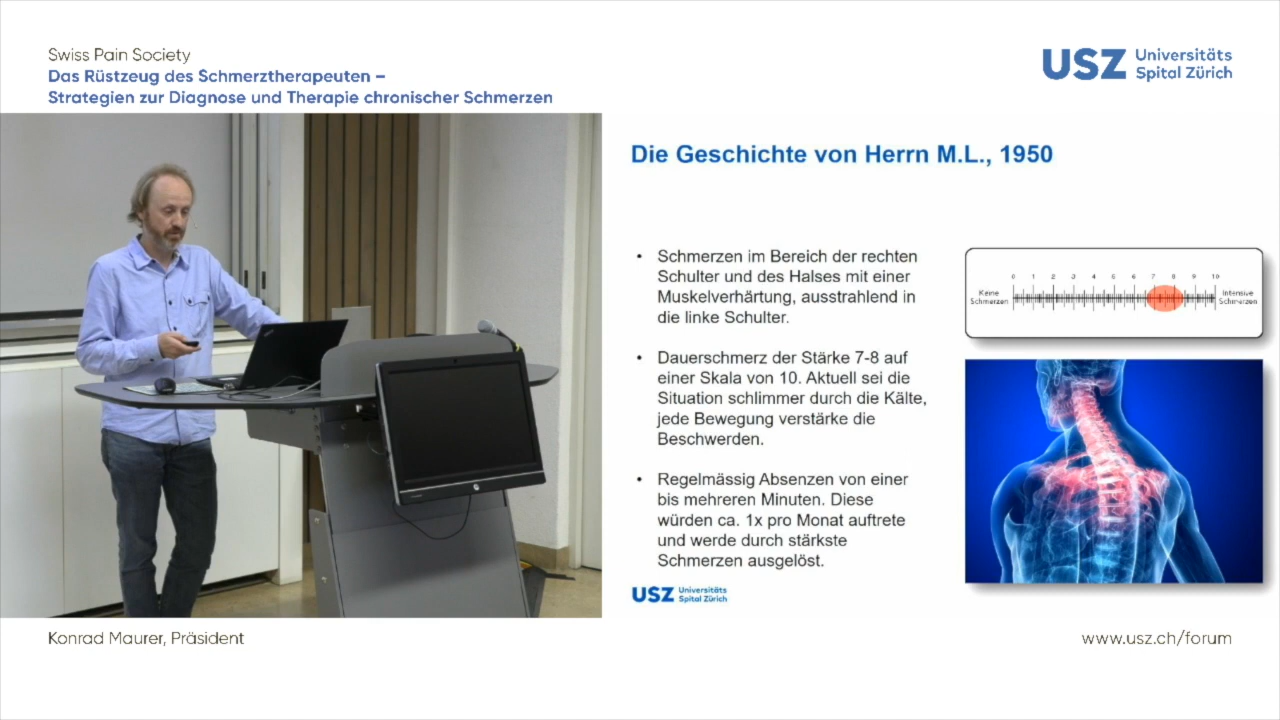 Swiss Pain Society
Das Rüstzeug des Schmerztherapeuten –
Strategien zur Diagnose und Therapie chronischer Schmerzen
USZ Universitäts
Spital Zürich
Die Geschichte von Herrn M.L., 1950
• Schmerzen im Bereich der rechten
Schulter und des Halses mit einer
Muskelverhärtung, ausstrahlend in
die linke Schulter.
• Dauerschmerz der Stärke 7-8 auf
einer Skala von 10. Aktuell sei die
Situation schlimmer durch die Kälte,
jede Bewegung verstärke die
Beschwerden.
• Regelmässig Absenzen von einer
bis mehreren Minuten. Diese
würden ca. 1x pro Monat auftrete
und werde durch stärkste
Schmerzen ausgelöst.
0 1 2 3 4 5 6 7 8 9 10
Keine
Schmerzen
Intensive
Schmerzen
USZ Universitäts
Spital Zürich
Konrad Maurer, Präsident
www.usz.ch/forum